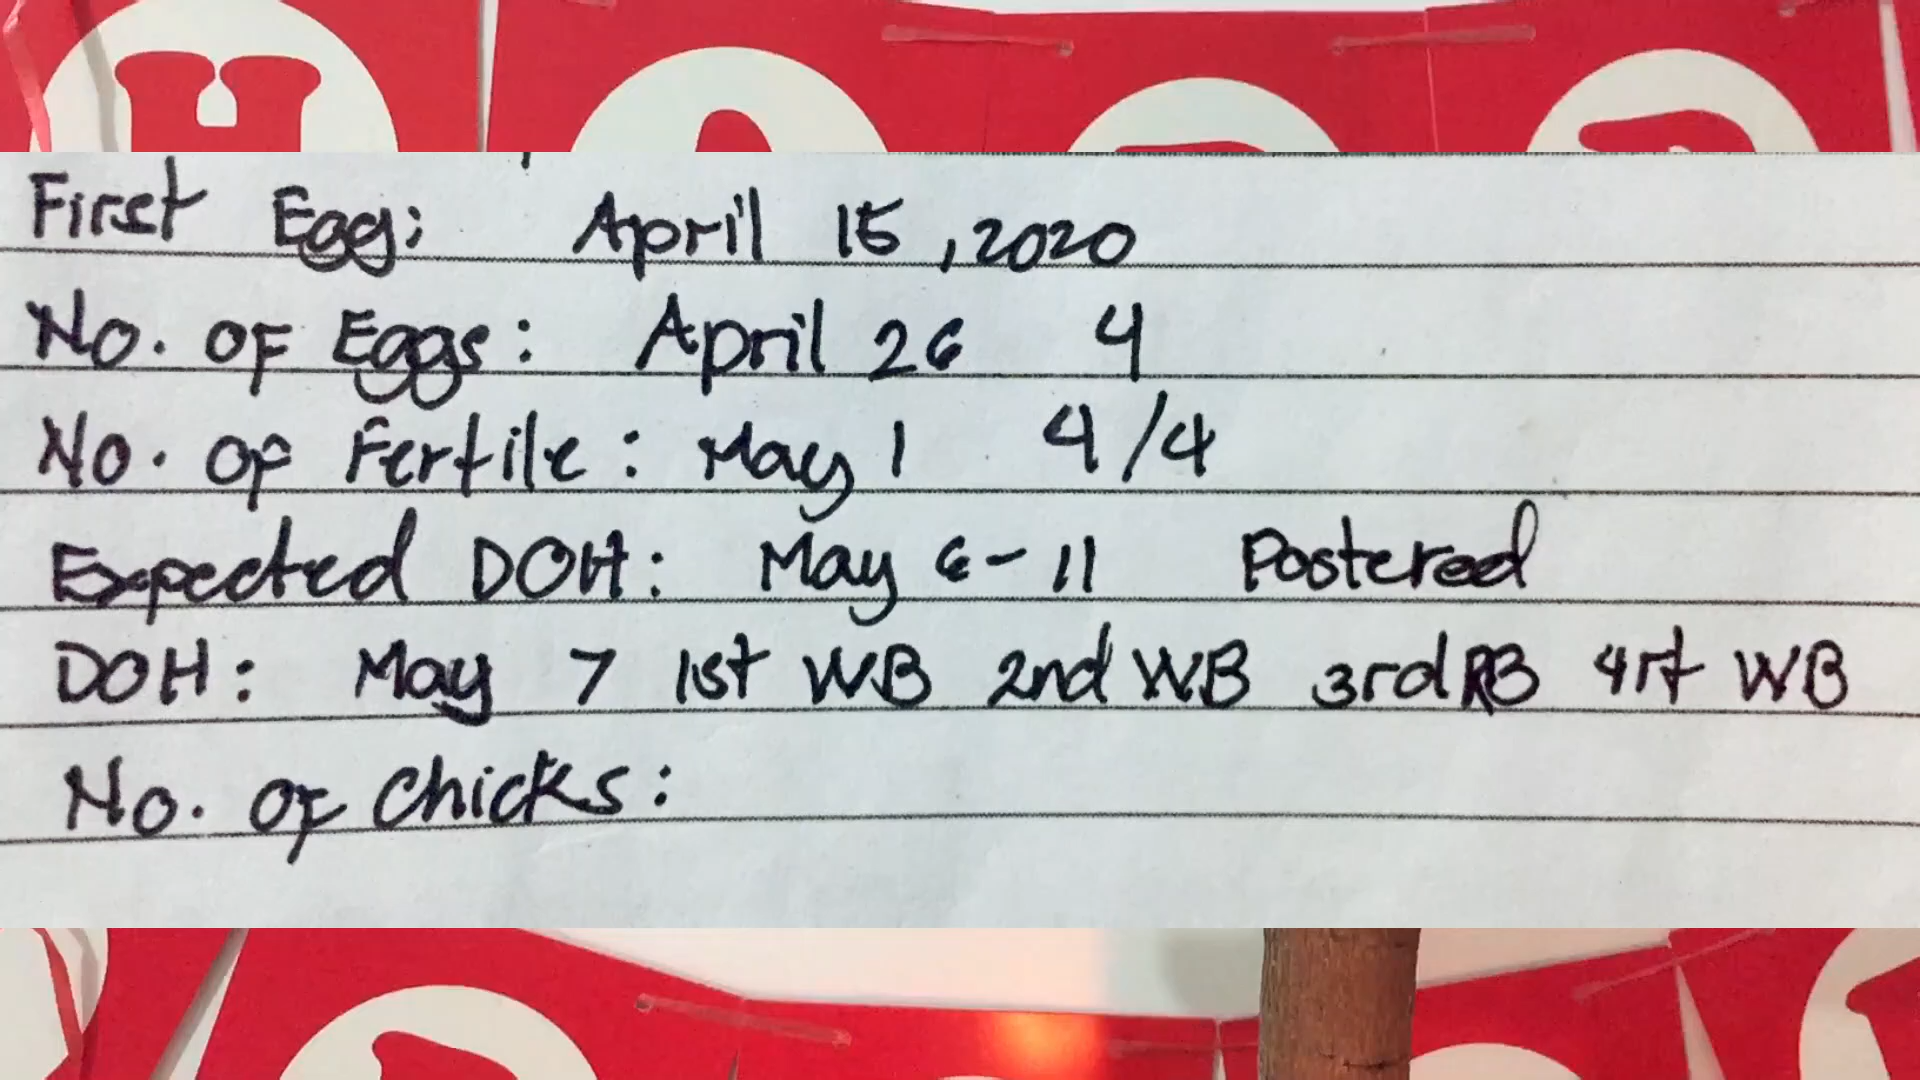 H
First Egg: April 15, 2020
No. of Eggs: April 26 4
No. of Fertile: May 1 4/4
Expected DOH: May 6-11 Postered
DOH: May 7 1st WB 2nd WB 3rd RB 4rt WB
No. of chicks: